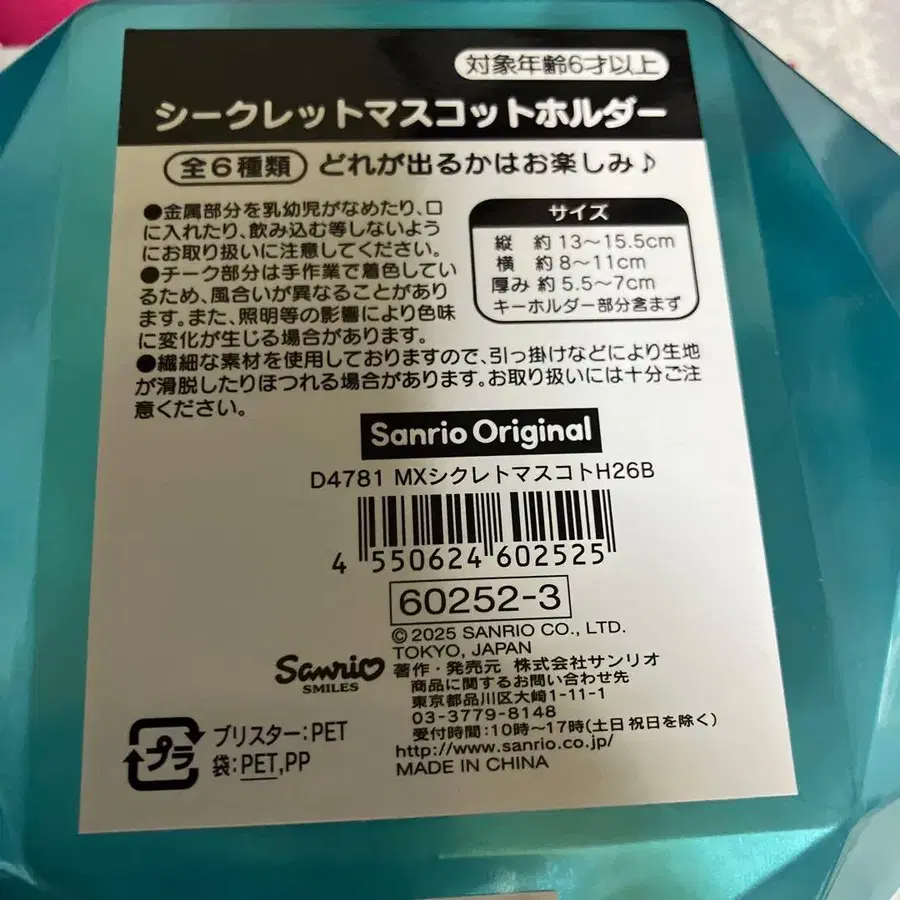 対象年齢6才以上
シークレットマスコットホルダー
全6種類 どれが出るかはお楽しみ♪
●金属部分を乳幼児がなめたり、口
に入れたり、飲み込む等しないよう
にお取り扱いに注意してください。
●チーク部分は手作業で着色してい
るため、風合いが異なることがあり
ます。また、照明等の影響により色味
に変化が生じる場合があります。
●繊細な素材を使用しておりますので、引っ掛けなどにより生地
が滑脱したりほつれる場合があります。お取り扱いには十分ご注
意ください。
サイズ
縦 約13～15.5cm
横 約8～11cm
厚み 約5.5～7cm
キーホルダー部分含まず
Sanrio Original
D4781 MXシクレトマスコトH26B
4 550624 602525
60252-3
© 2025 SANRIO CO., LTD.
TOKYO, JAPAN
Sanrio
SMILES
著作・発売元 株式会社サンリオ
商品に関するお問い合わせ先
東京都品川区大崎1-11-1
03-3779-8148
受付時間:10時～17時(土日祝日を除く)
http://www.sanrio.co.jp/
MADE IN CHINA
プラ
ブリスター:PET
袋:PET,PP